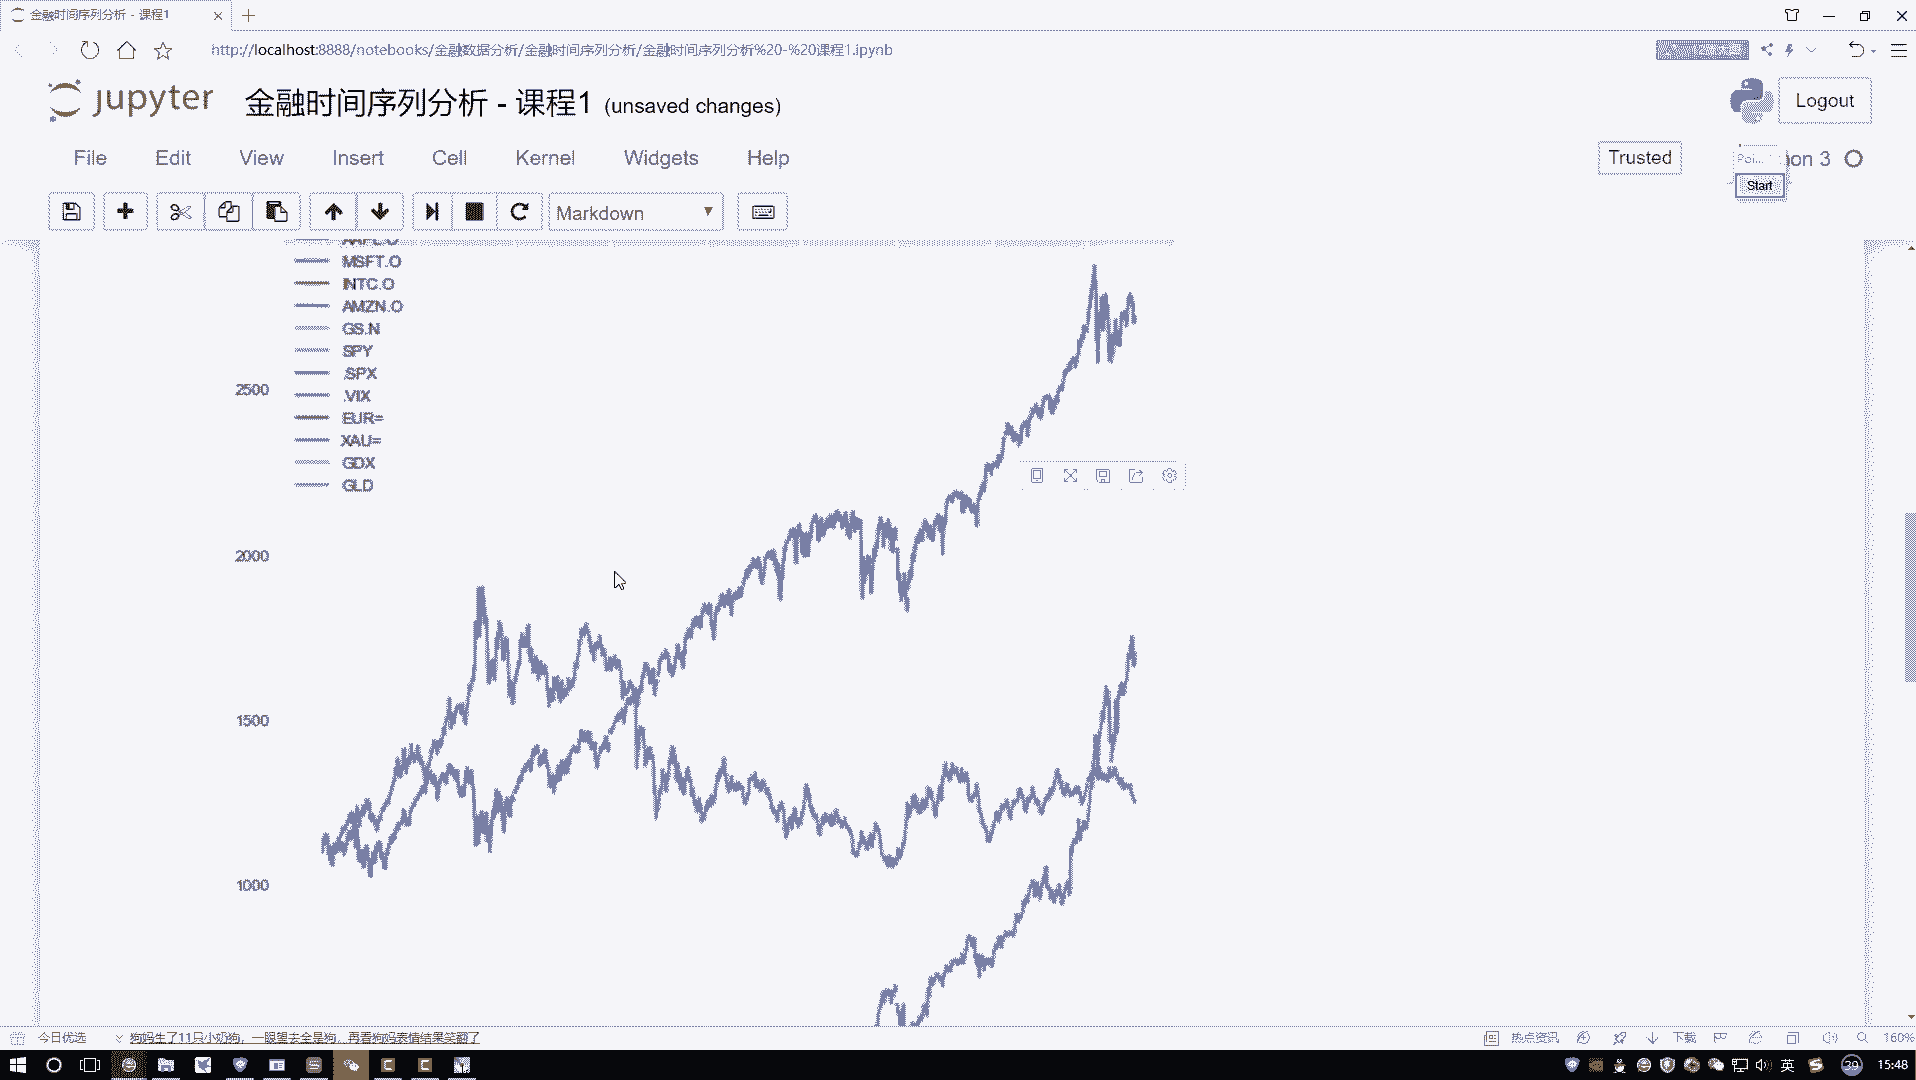 金融时间序列分析 - 课程1
http://localhost:8888/notebooks/金融数据分析/金融时间序列分析/金融时间序列分析%20-%20课程1.ipynb
jupyter 金融时间序列分析 - 课程1 (unsaved changes)
Logout
File Edit View Insert Cell Kernel Widgets Help
Trusted
on 3
Start
Markdown
MSFT.O
INTC.O
AMZN.O
GS.N
SPY
.SPX
.VIX
EUR=
XAU=
GDX
GLD
2500
2000
1500
1000
今日优选
狗妈生了11只小奶狗，一眼望去全是狗，再看狗妈表情结果笑翻了
热点资讯
下载
160%
英
39
15:48